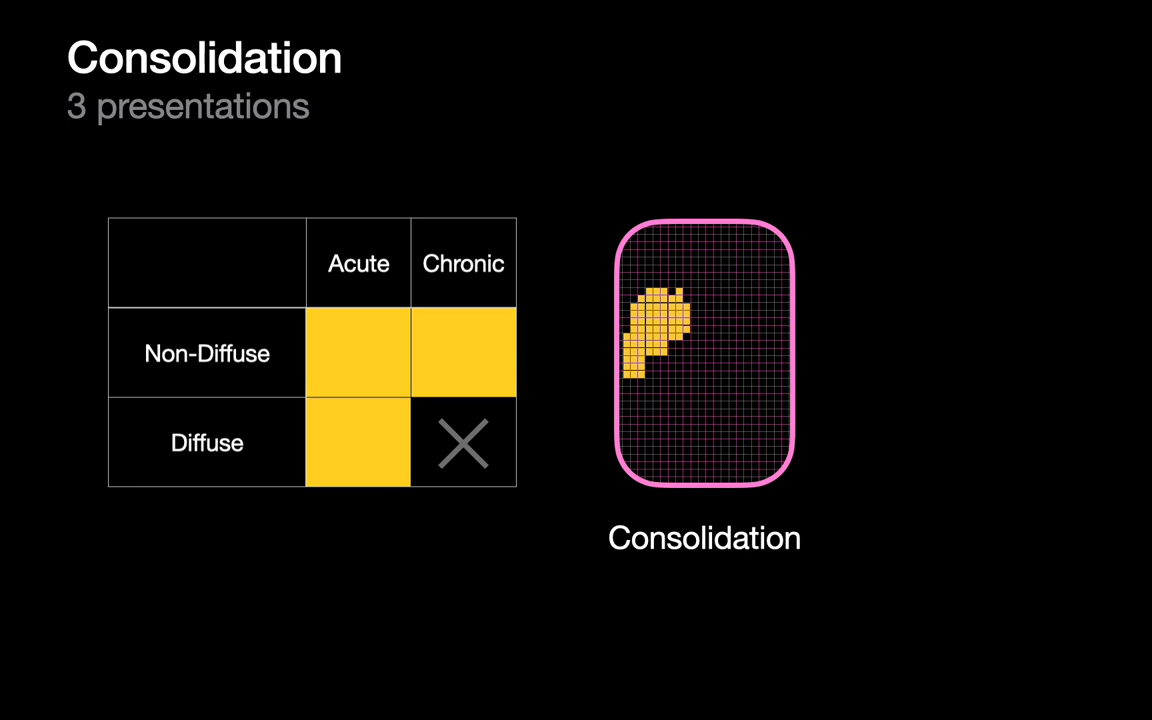 Consolidation
3 presentations
Acute Chronic
Non-Diffuse
Diffuse
Consolidation